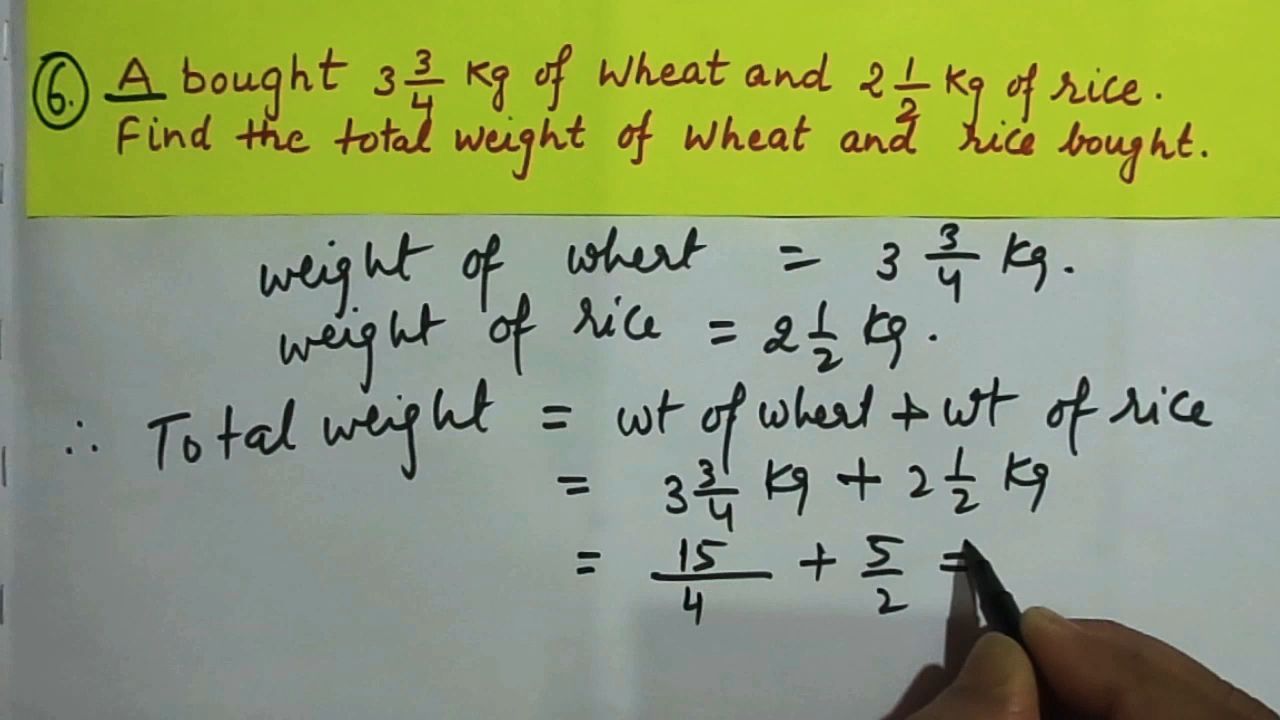 6. A bought 3 3/4 Kg of wheat and 2 1/2 Kg of rice.
Find the total weight of wheat and rice bought.
weight of whert = 3 3/4 Kg.
weight of rice = 2 1/2 Kg.
∴ Total weight = wt of whert + wt of rice
= 3 3/4 Kg + 2 1/2 Kg
= 15/4 + 5/2 =